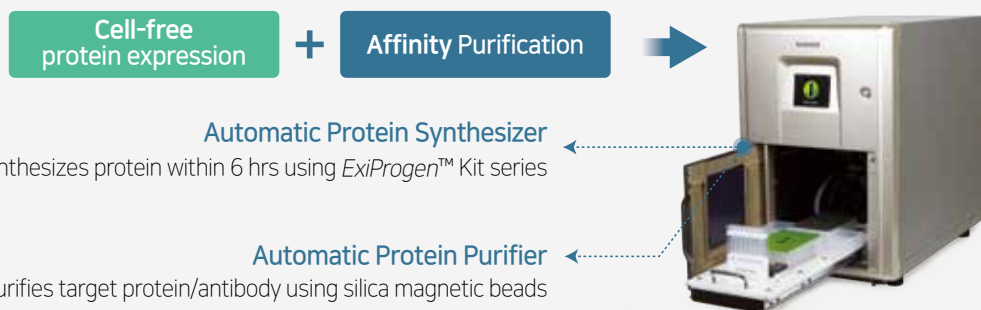 Cell-free
protein expression
+
Affinity Purification
Automatic Protein Synthesizer
nthesizes protein within 6 hrs using ExiProgen™ Kit series
Automatic Protein Purifier
urifies target protein/antibody using silica magnetic beads